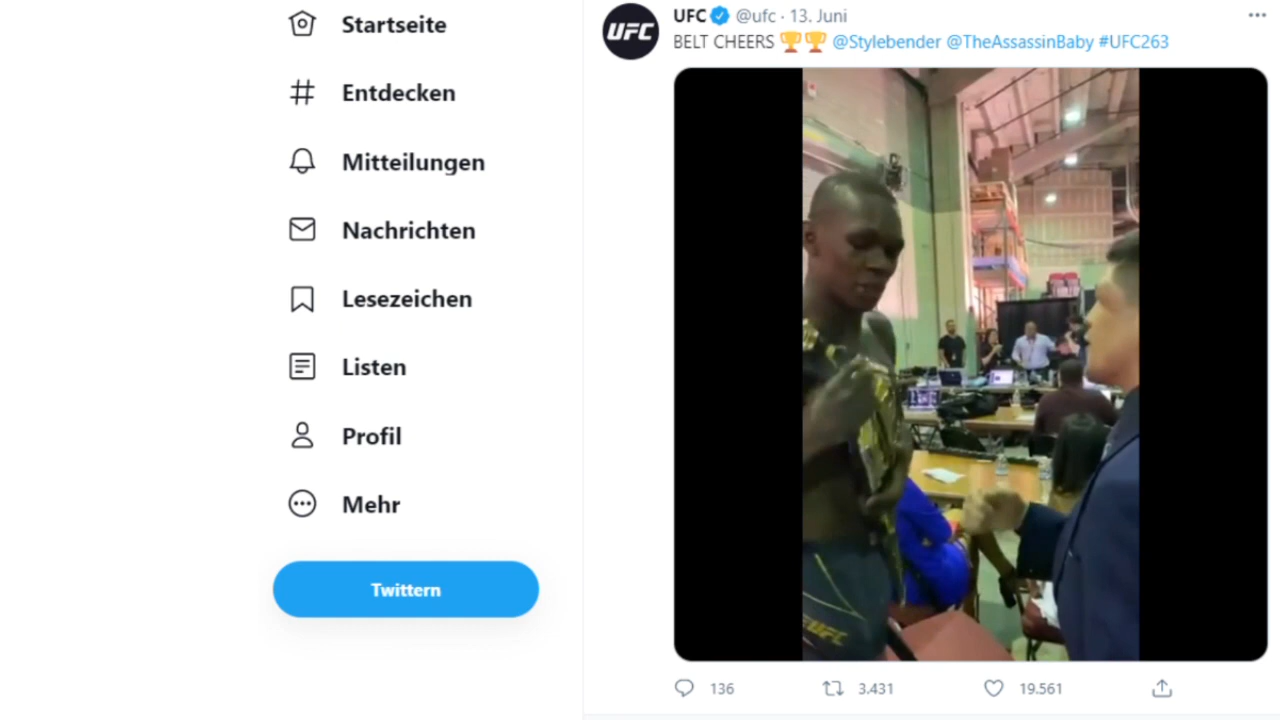 Startseite
Entdecken
Mitteilungen
Nachrichten
Lesezeichen
Listen
Profil
Mehr
Twittern
UFC
UFC @ufc · 13. Juni
BELT CHEERS 🏆🏆 @Stylebender @TheAssassinBaby #UFC263
UFC
136 3.431 19.561